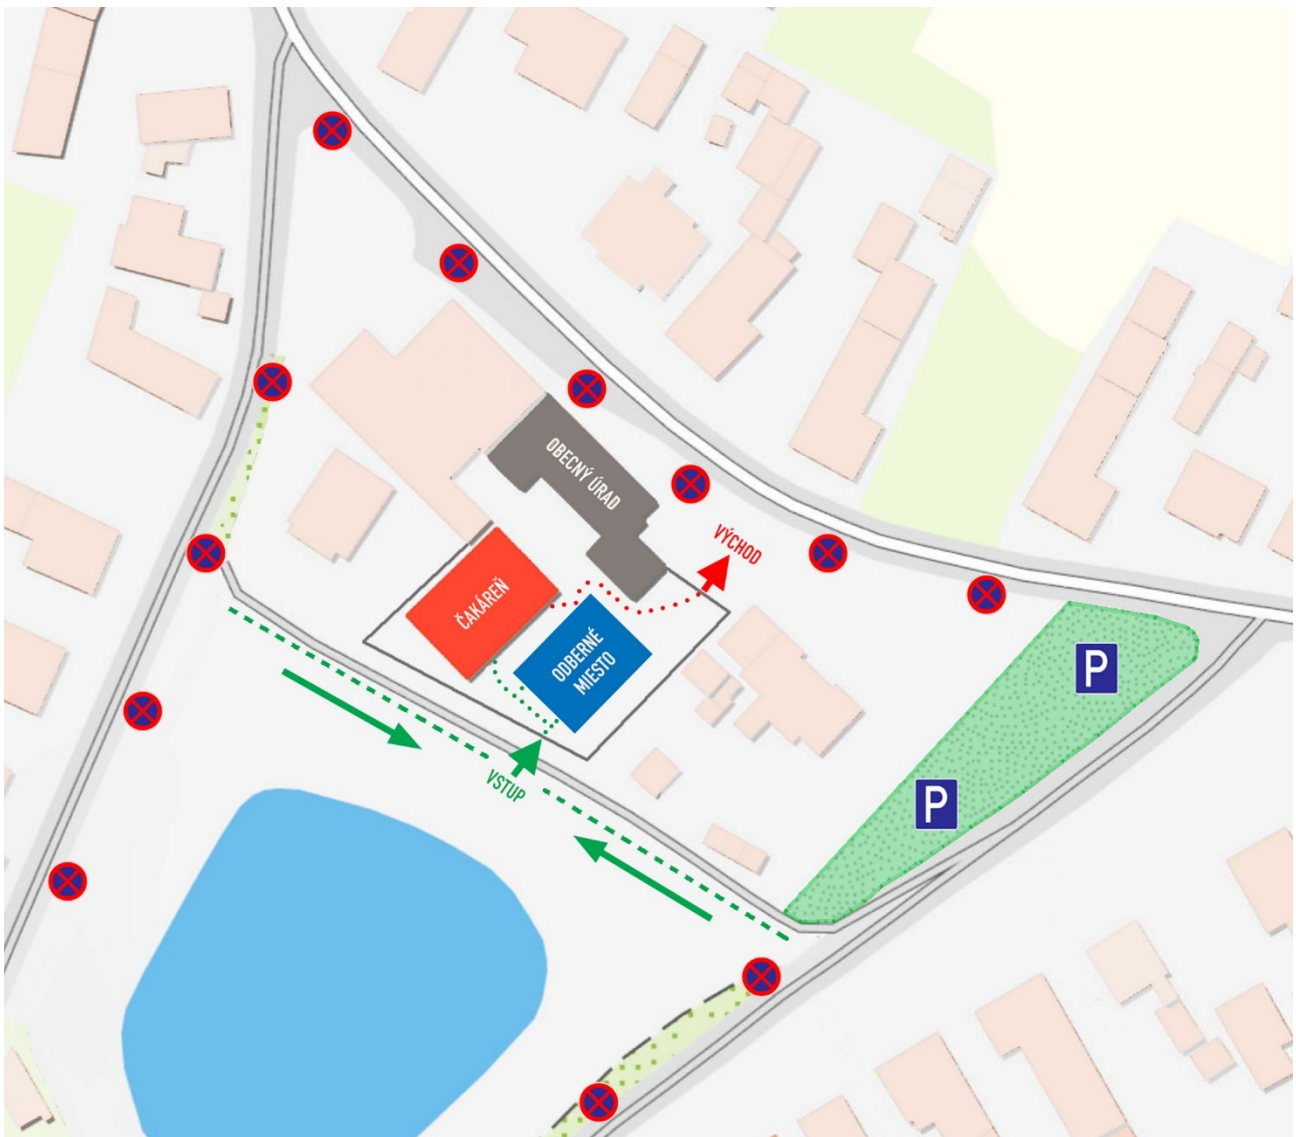 OBECNÝ ÚRAD
VÝCHOD
ČAKÁREŇ
ODBERNÉ
MIESTO
P
P
VSTUP